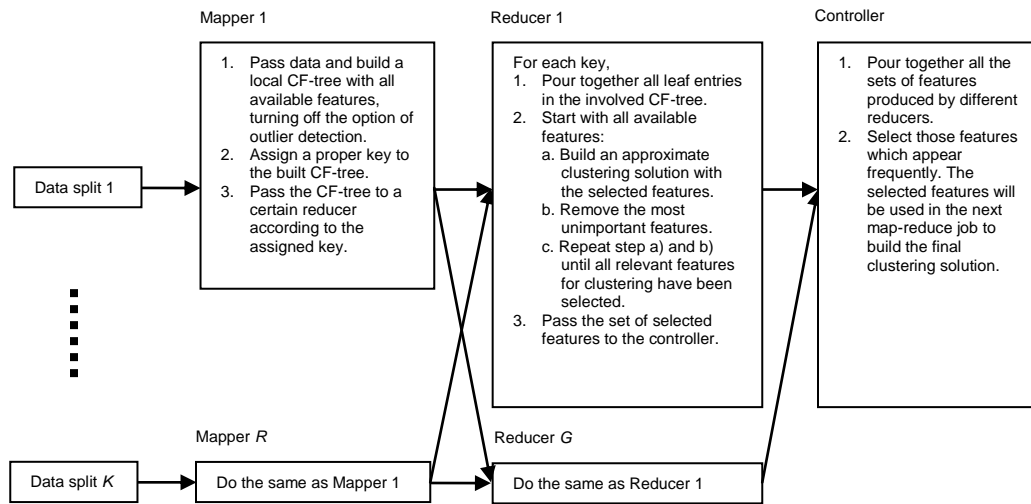 Mapper 1
1. Pass data and build a
local CF-tree with all
available features,
turning off the option of
outlier detection.
2. Assign a proper key to
the built CF-tree.
3. Pass the CF-tree to a
certain reducer
according to the
assigned key.
Reducer 1
For each key,
1. Pour together all leaf entries
in the involved CF-tree.
2. Start with all available
features:
a. Build an approximate
clustering solution with
the selected features.
b. Remove the most
unimportant features.
c. Repeat step a) and b)
until all relevant features
for clustering have been
selected.
3. Pass the set of selected
features to the controller.
Controller
1. Pour together all the
sets of features
produced by different
reducers.
2. Select those features
which appear
frequently. The
selected features will
be used in the next
map-reduce job to
build the final
clustering solution.
Data split 1
Mapper R
Reducer G
Data split K
Do the same as Mapper 1
Do the same as Reducer 1